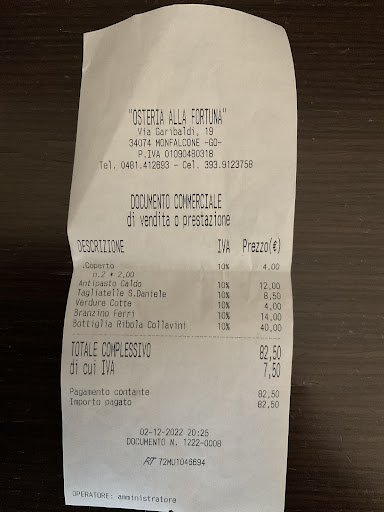 "OSTERIA ALLA FORTUNA"
Via Garibaldi, 19
34074 MONFALCONE -GO-
P.IVA 01090480318
Tel. 0481.412693 - Cel. 393.9123758
DOCUMENTO COMMERCIALE
di vendita o prestazione
DESCRIZIONE IVA Prezzo(€)
.Coperto 10% 4,00
n.2 * 2,00
Antipasto Caldo 10% 12,00
Tagliatelle S.Daniele 10% 8,50
Verdure Cotte 10% 4,00
Branzino Ferri 10% 14,00
Bottiglia Ribola Collavini 10% 40,00
TOTALE COMPLESSIVO 82,50
di cui IVA 7,50
Pagamento contante 82,50
Importo pagato 82,50
02-12-2022 20:25
DOCUMENTO N. 1222-0008
RT 72MU1046694
OPERATORE: amministratore